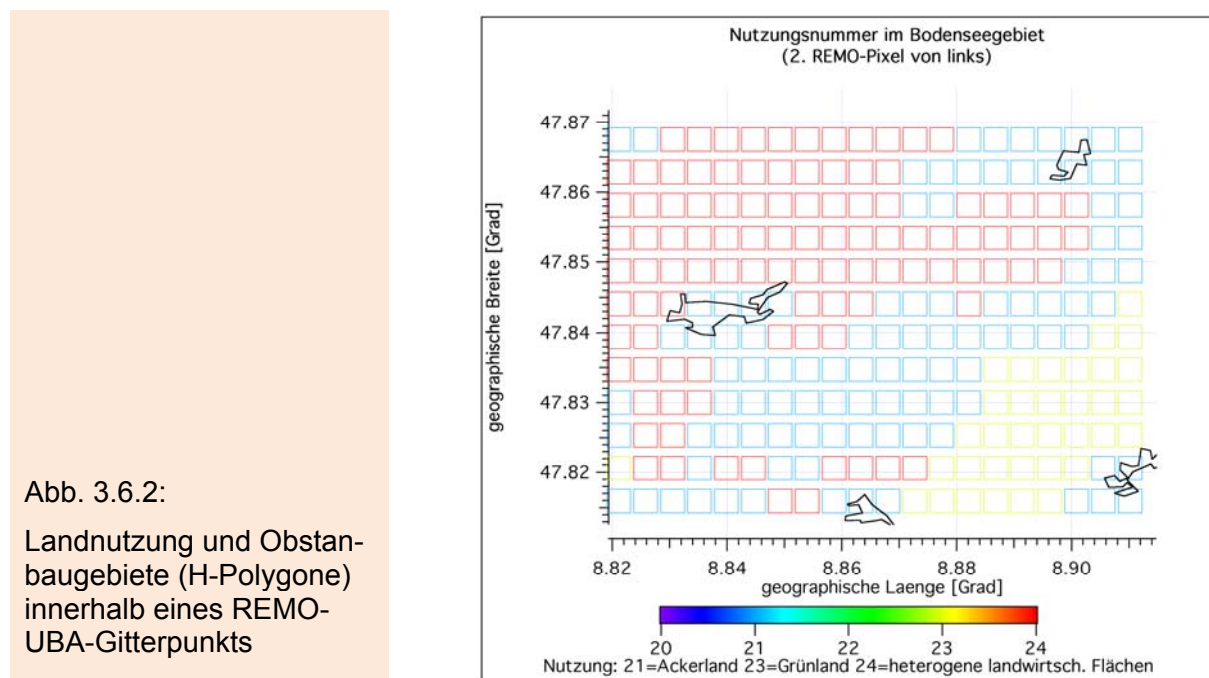 Abb. 3.6.2:
Landnutzung und Obstan-
baugebiete (H-Polygone)
innerhalb eines REMO-
UBA-Gitterpunkts
Nutzungsnummer im Bodenseegebiet
(2. REMO-Pixel von links)
geographische Breite [Grad]
47.87
47.86
47.85
47.84
47.83
47.82
8.82 8.84 8.86 8.88 8.90
geographische Laenge [Grad]
20 21 22 23 24
Nutzung: 21=Ackerland 23=Grünland 24=heterogene landwirtsch. Flächen